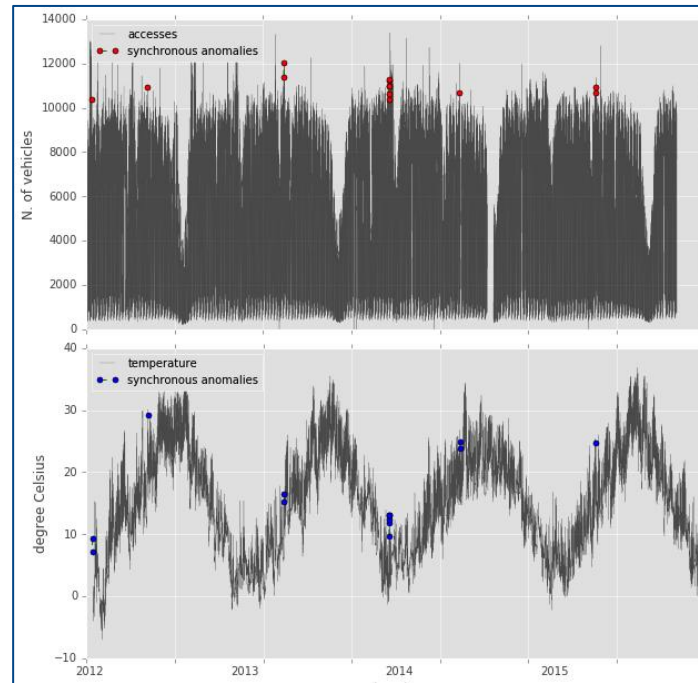 14000
accesses
synchronous anomalies
12000
10000
8000
6000
4000
2000
0
N. of vehicles
40
temperature
synchronous anomalies
30
20
10
0
-10
degree Celsius
2012 2013 2014 2015